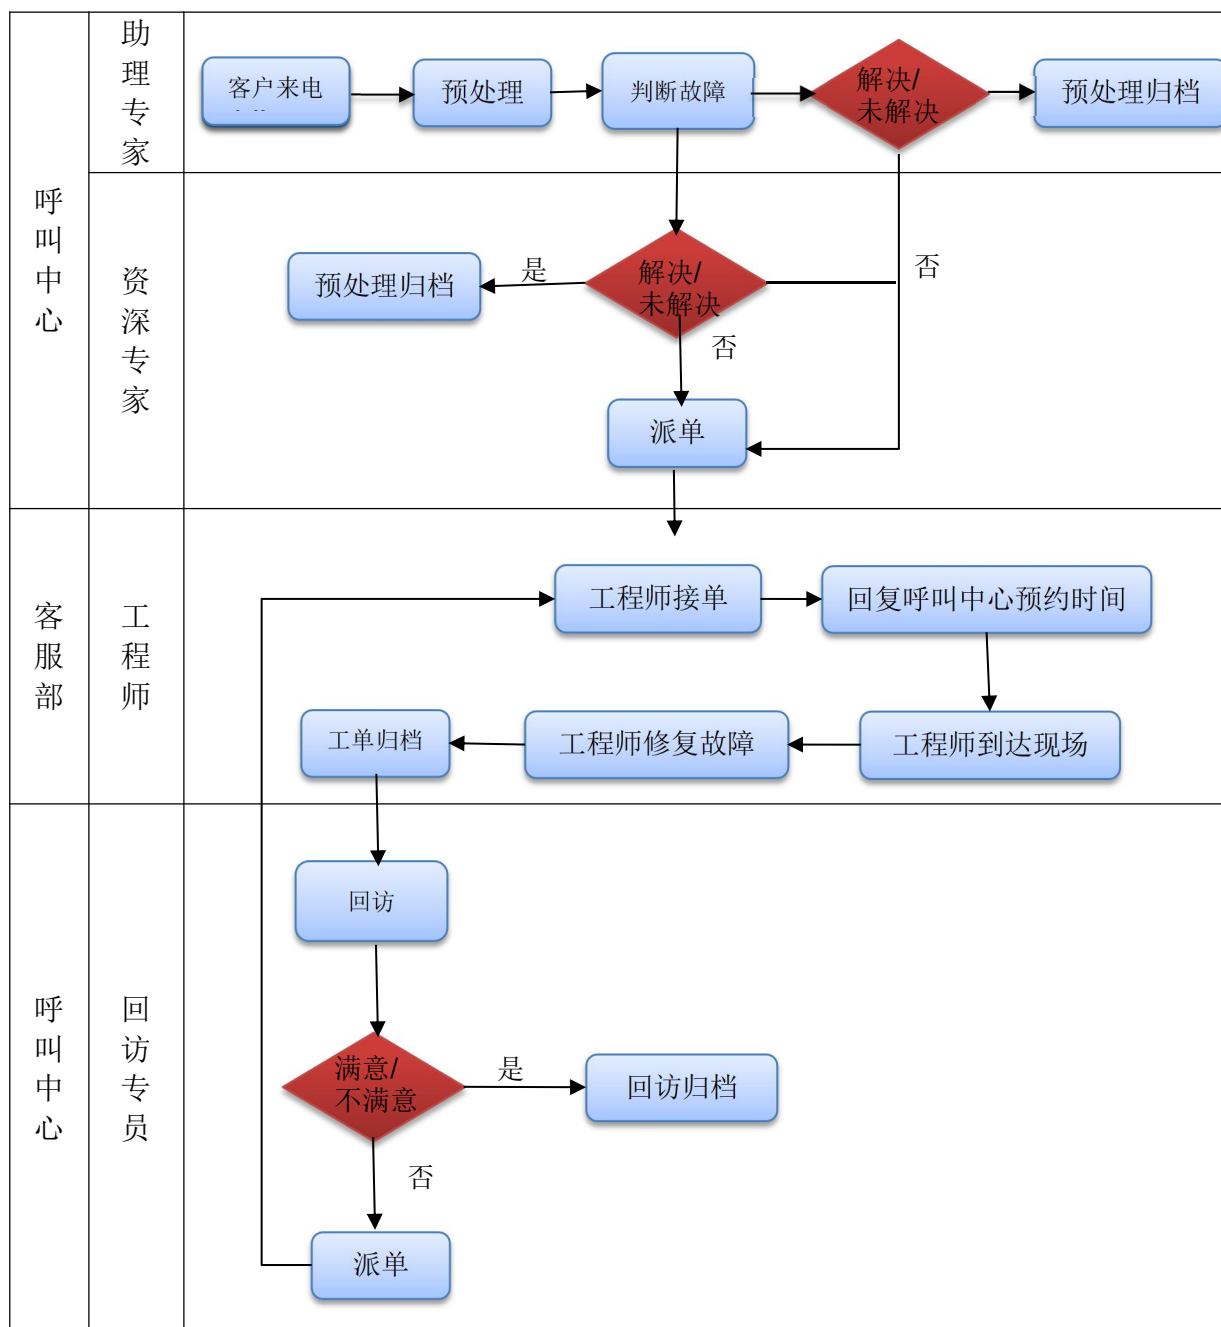 呼叫中心
助理专家
客户来电
预处理
判断故障
解决/
未解决
预处理归档
资深专家
预处理归档
是
解决/
未解决
否
否
派单
客服部
工程师
工程师接单
回复呼叫中心预约时间
工单归档
工程师修复故障
工程师到达现场
呼叫中心
回访专员
回访
满意/
不满意
是
回访归档
否
派单